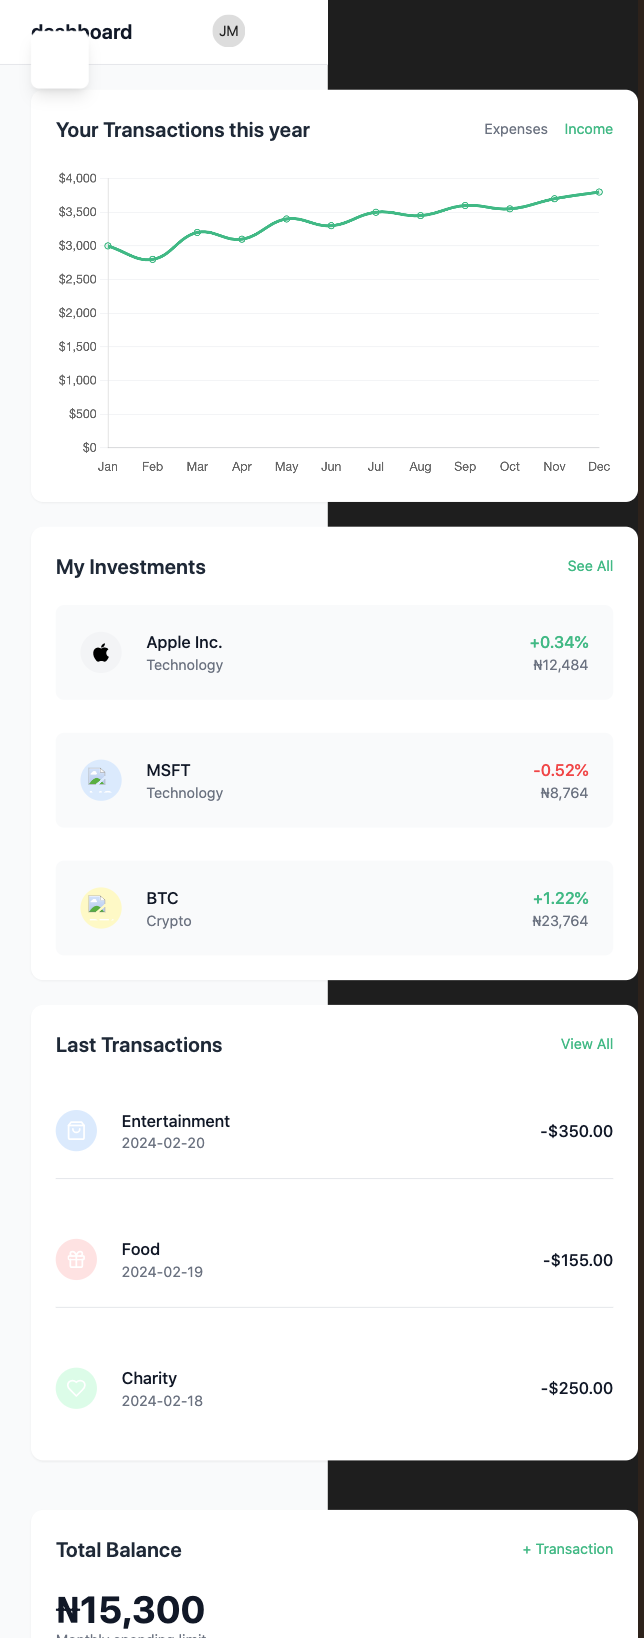 dashboard
JM
Your Transactions this year
Expenses Income
$4,000
$3,500
$3,000
$2,500
$2,000
$1,500
$1,000
$500
$0
Jan Feb Mar Apr May Jun Jul Aug Sep Oct Nov Dec
My Investments
See All
Apple Inc.
+0.34%
Technology
₦12,484
MSFT
-0.52%
Technology
₦8,764
BTC
+1.22%
Crypto
₦23,764
Last Transactions
View All
Entertainment
2024-02-20
-$350.00
Food
2024-02-19
-$155.00
Charity
2024-02-18
-$250.00
Total Balance
+ Transaction
₦15,300
Monthly spending limit